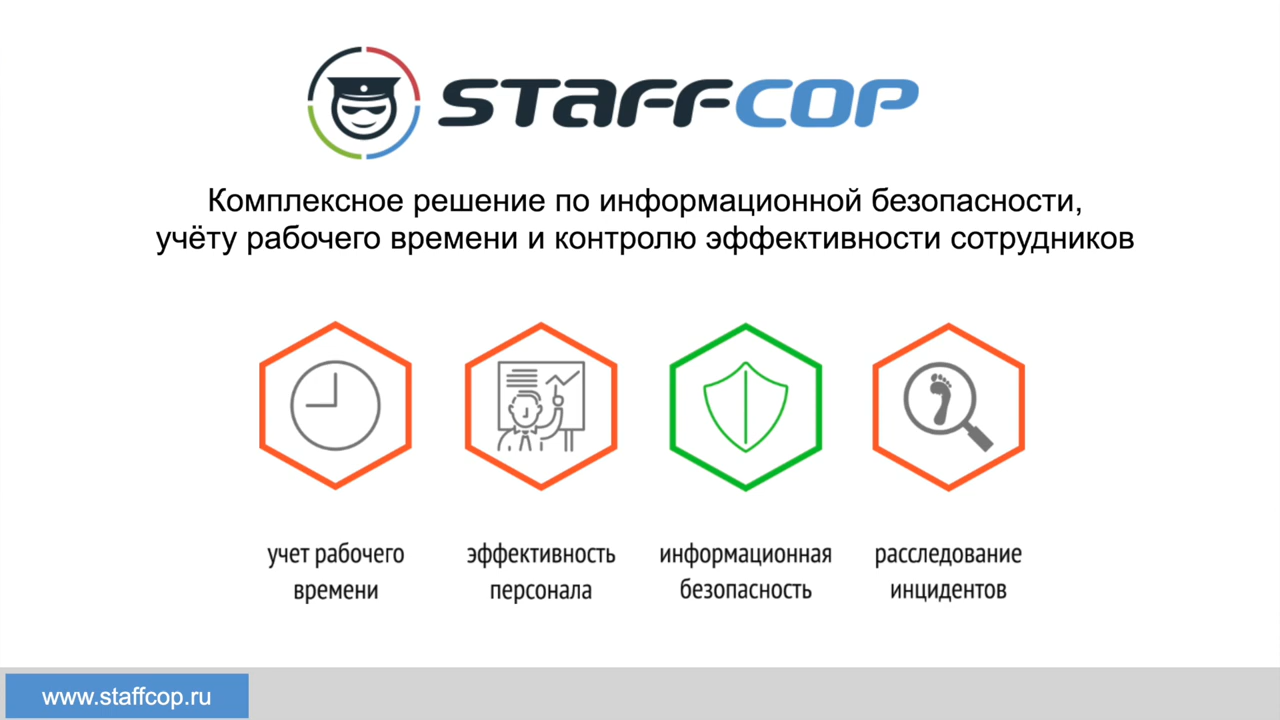 STAFFCOP
Комплексное решение по информационной безопасности,
учёту рабочего времени и контролю эффективности сотрудников
учет рабочего
времени
эффективность
персонала
информационная
безопасность
расследование
инцидентов
www.staffcop.ru